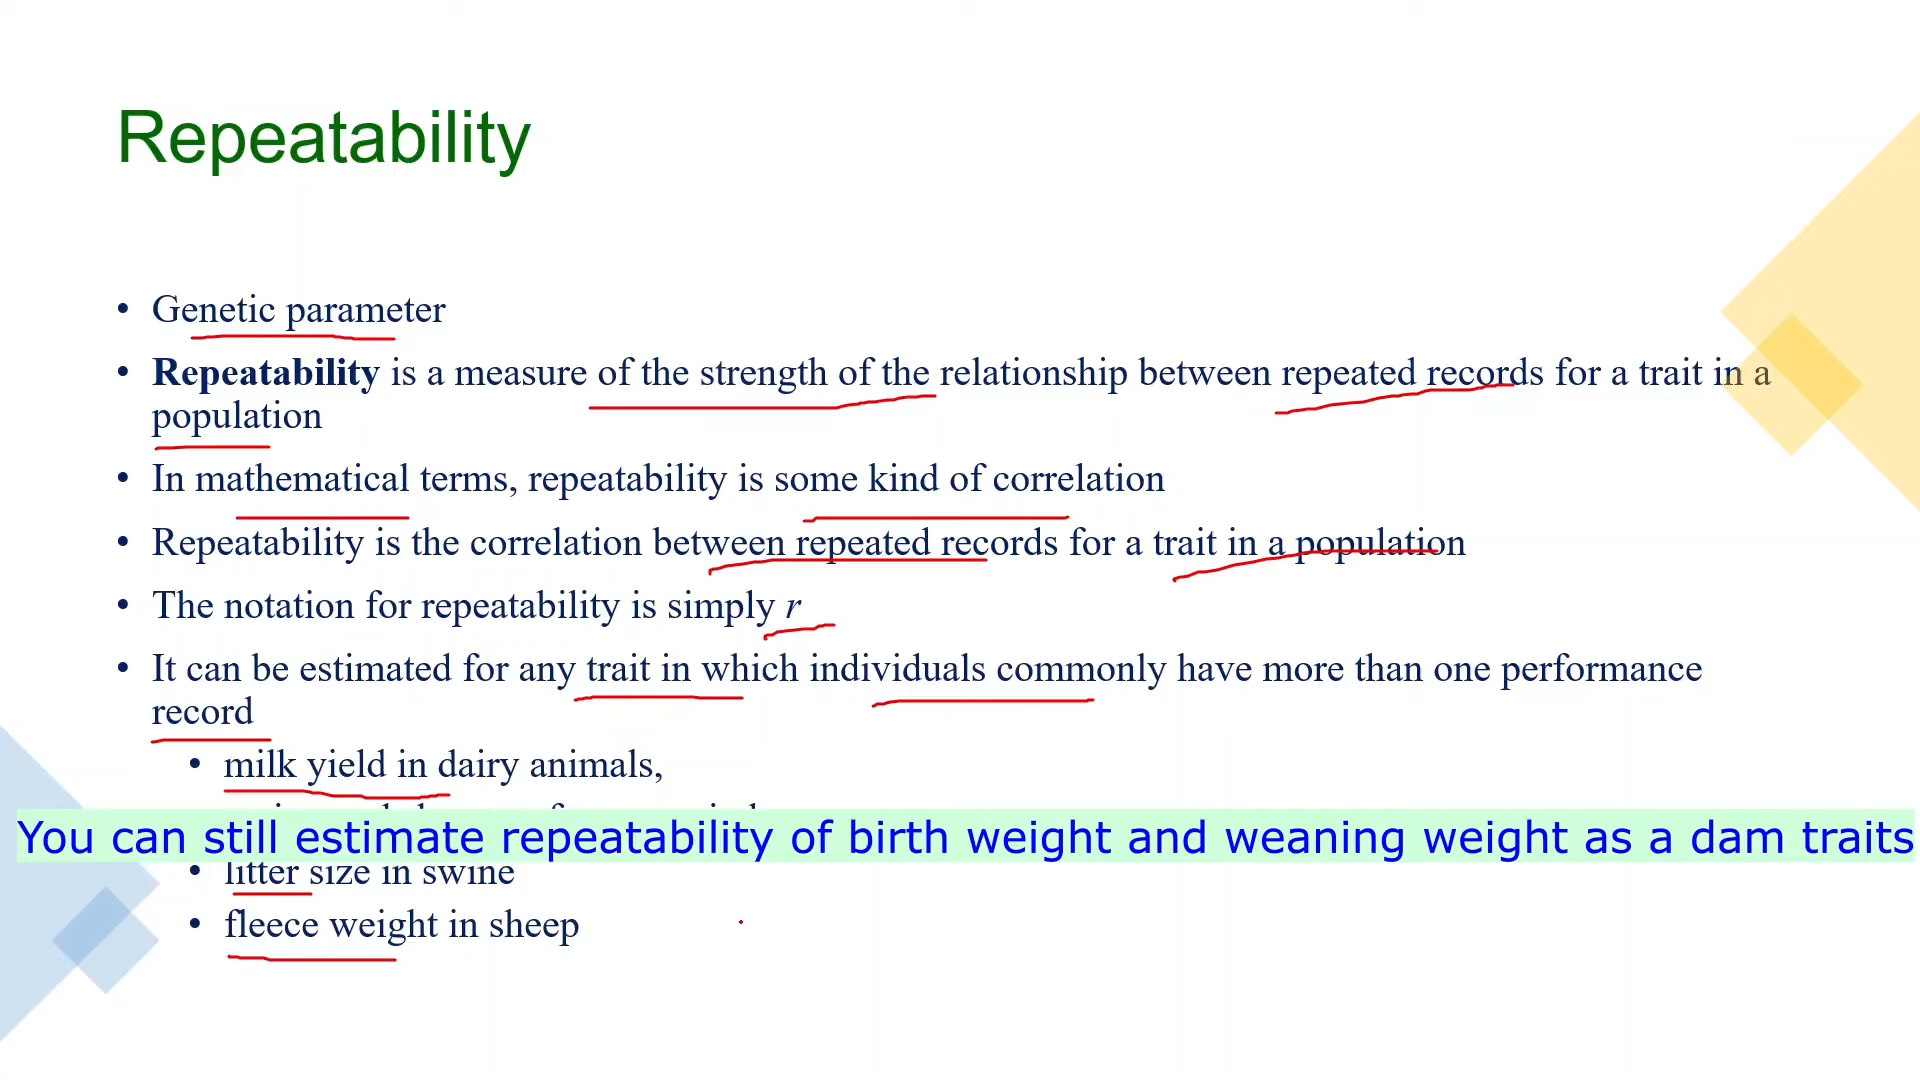 Repeatability
• Genetic parameter
• Repeatability is a measure of the strength of the relationship between repeated records for a trait in a
population
• In mathematical terms, repeatability is some kind of correlation
• Repeatability is the correlation between repeated records for a trait in a population
• The notation for repeatability is simply r
• It can be estimated for any trait in which individuals commonly have more than one performance
record
• milk yield in dairy animals,
You can still estimate repeatability of birth weight and weaning weight as a dam traits
• litter size in swine
• fleece weight in sheep